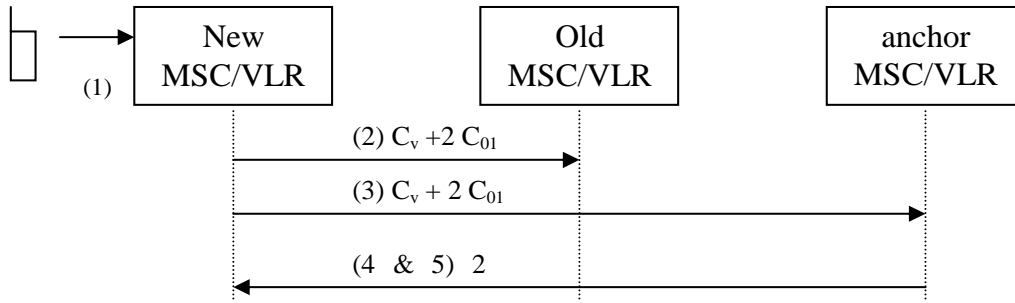 New
MSC/VLR
Old
MSC/VLR
anchor
MSC/VLR
(1)
(2) Cᵥ +2 C₀₁
(3) Cᵥ + 2 C₀₁
(4 & 5) 2